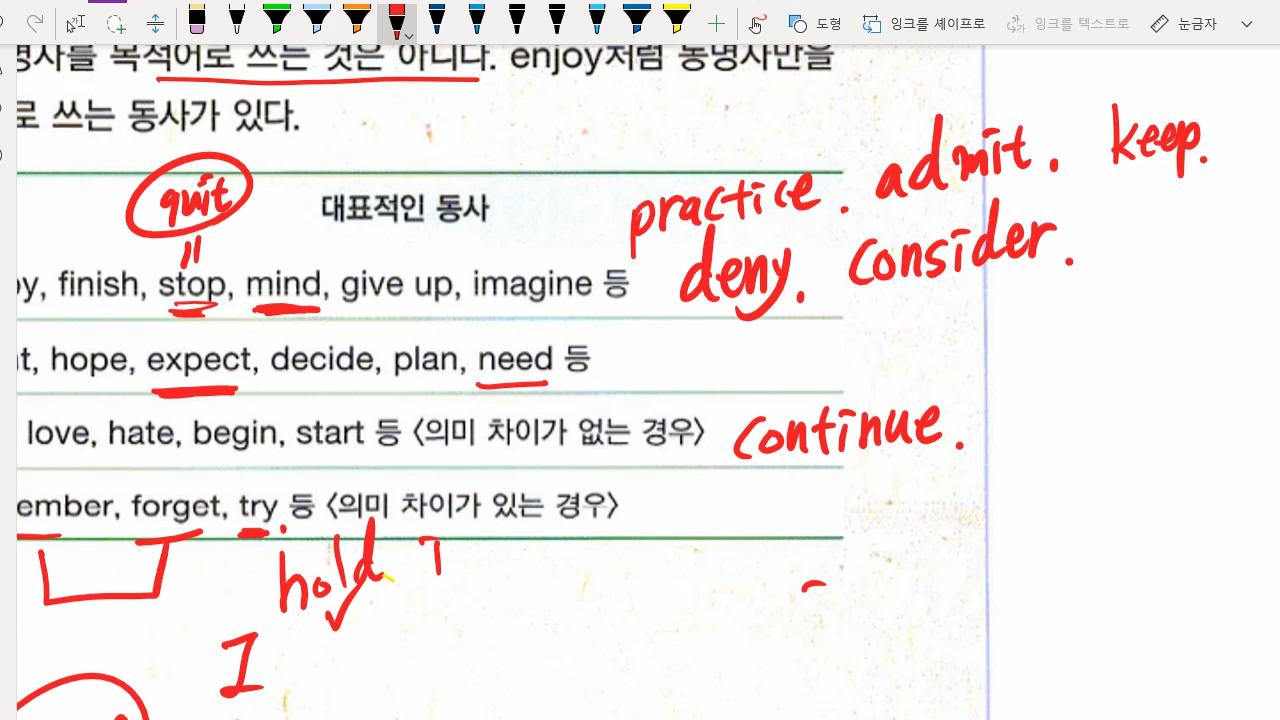 도형 잉크를 셰이프로 잉크를 텍스트로 눈금자
명사를 목적어로 쓰는 것은 아니다. enjoy처럼 동명사만을
로 쓰는 동사가 있다.
practice. admit. keep.
quit
대표적인 동사
deny. consider.
finish, stop, mind, give up, imagine 등
hope, expect, decide, plan, need 등
love, hate, begin, start 등 〈의미 차이가 없는 경우〉 continue.
ember, forget, try 등 〈의미 차이가 있는 경우〉
hold
I